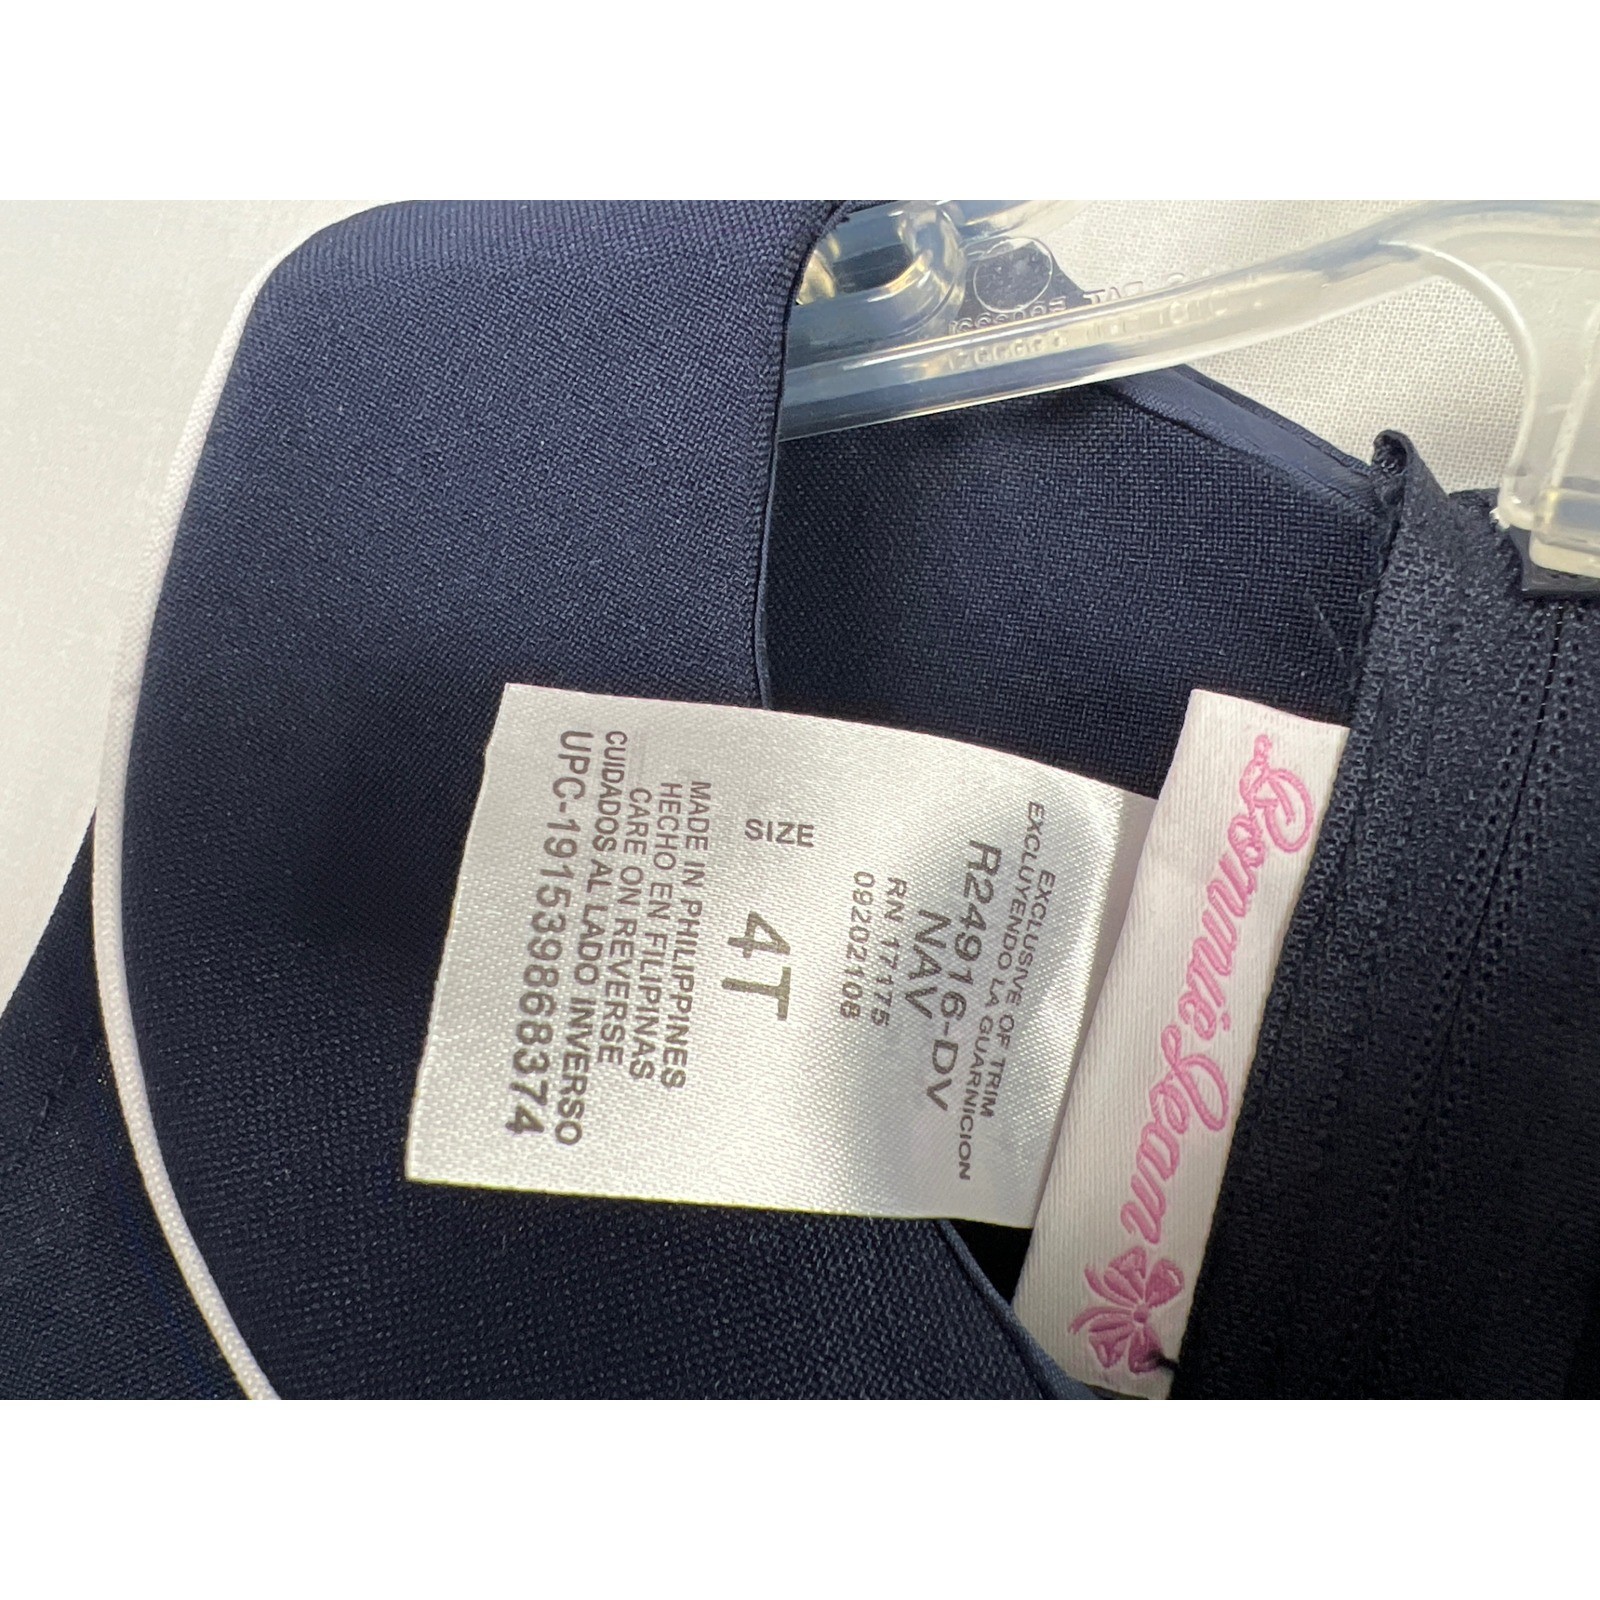 Bonnie Jean
EXCLUSIVE OF TRIM
EXCLUYENDO LA GUARNICION
R24916-DV
NAV
RN 17175
09202108
SIZE 4T
MADE IN PHILIPPINES
HECHO EN FILIPINAS
CARE ON REVERSE
CUIDADOS AL LADO INVERSO
UPC-191539868374